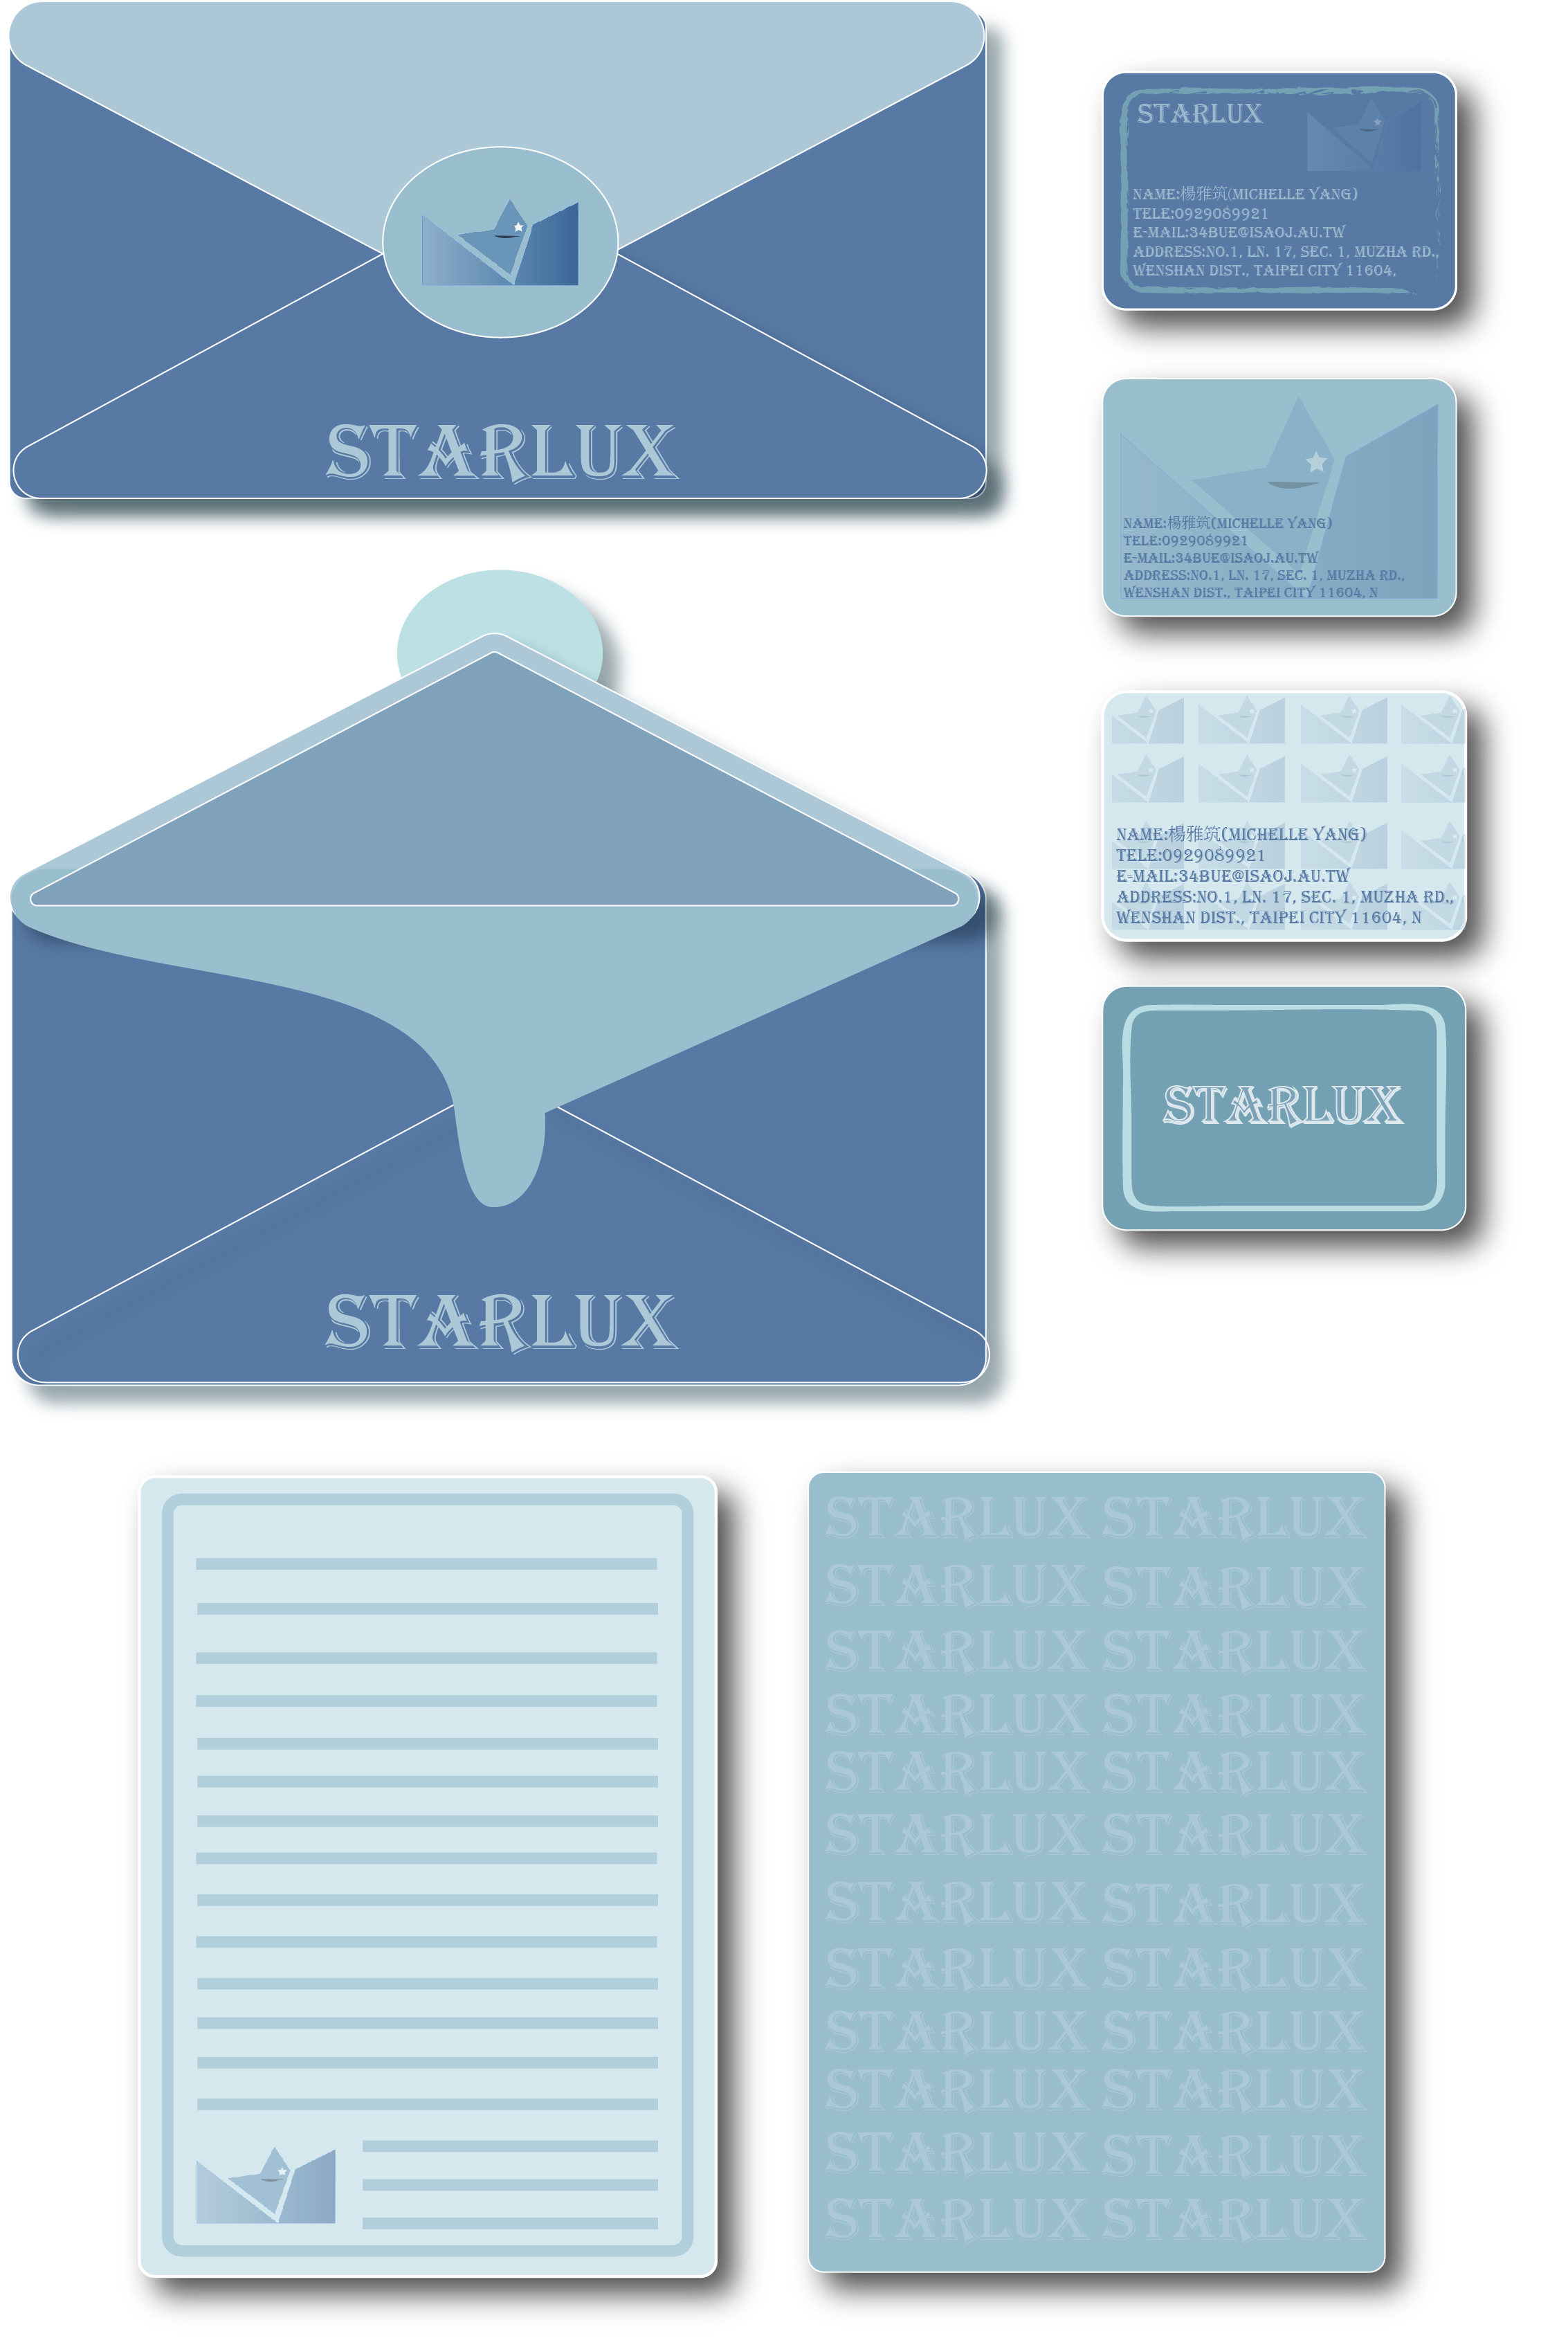 STARLUX
STARLUX
NAME:楊雅筑(MICHELLE YANG)
TELE:0929089921
E-MAIL:34BUE@ISAOJ.AU.TW
ADDRESS:NO.1, LN. 17, SEC. 1, MUZHA RD.,
WENSHAN DIST., TAIPEI CITY 11604,
NAME:楊雅筑(MICHELLE YANG)
TELE:0929089921
E-MAIL:34BUE@ISAOJ.AU.TW
ADDRESS:NO.1, LN. 17, SEC. 1, MUZHA RD.,
WENSHAN DIST., TAIPEI CITY 11604, N
NAME:楊雅筑(MICHELLE YANG)
TELE:0929089921
E-MAIL:34BUE@ISAOJ.AU.TW
ADDRESS:NO.1, LN. 17, SEC. 1, MUZHA RD.,
WENSHAN DIST., TAIPEI CITY 11604, N
STARLUX
STARLUX
STARLUX STARLUX
STARLUX STARLUX
STARLUX STARLUX
STARLUX STARLUX
STARLUX STARLUX
STARLUX STARLUX
STARLUX STARLUX
STARLUX STARLUX
STARLUX STARLUX
STARLUX STARLUX
STARLUX STARLUX
STARLUX STARLUX